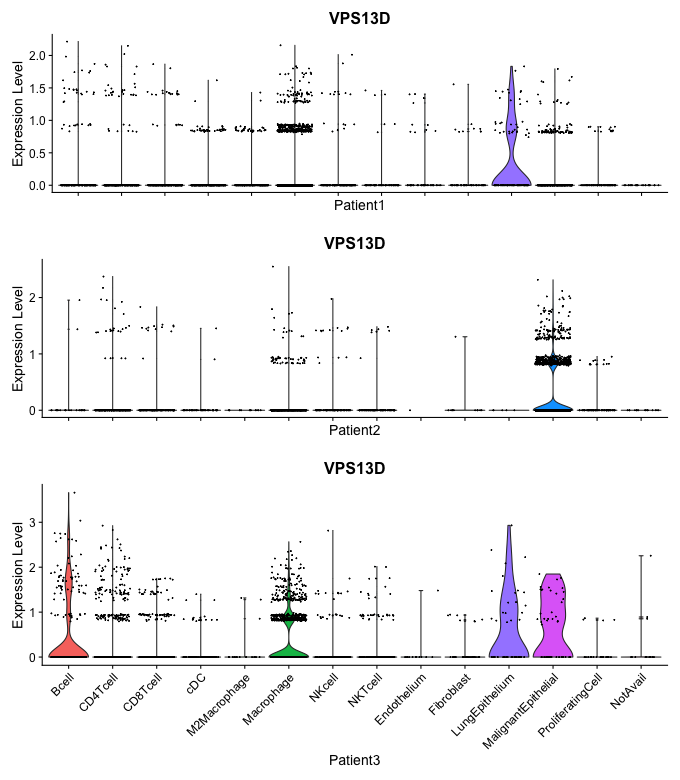 VPS13D
Expression Level
2.0
1.5
1.0
0.5
0.0
Patient1
VPS13D
Expression Level
2
1
0
Patient2
VPS13D
Expression Level
3
2
1
0
Bcell
CD4Tcell
CD8Tcell
cDC
M2Macrophage
Macrophage
NKcell
NKTcell
Endothelium
Fibroblast
LungEpithelium
MalignantEpithelial
ProliferatingCell
NotAvail
Patient3